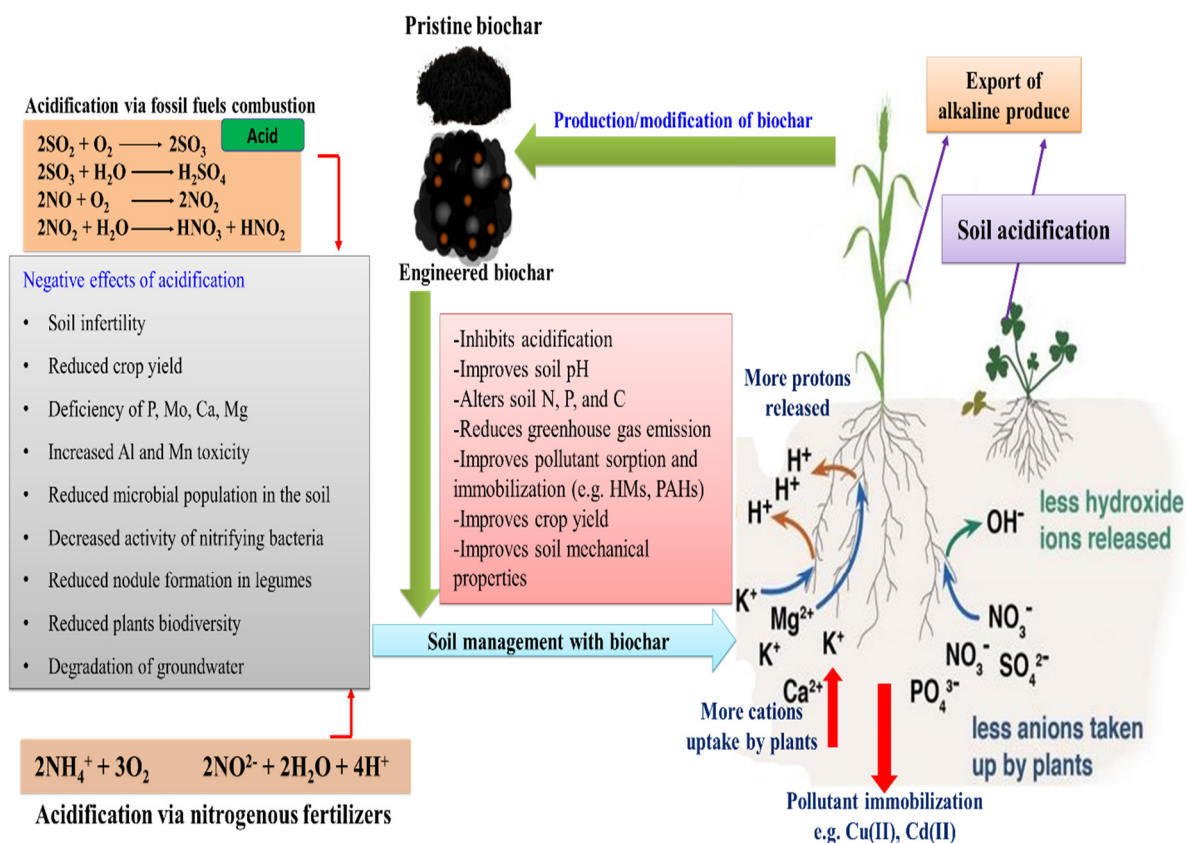 Pristine biochar
Acidification via fossil fuels combustion
Acid
2SO₂ + O₂ ⟶ 2SO₃
2SO₃ + H₂O ⟶ H₂SO₄
2NO + O₂ ⟶ 2NO₂
2NO₂ + H₂O ⟶ HNO₃ + HNO₂
Production/modification of biochar
Export of
alkaline produce
Soil acidification
Engineered biochar
Negative effects of acidification
• Soil infertility
• Reduced crop yield
• Deficiency of P, Mo, Ca, Mg
• Increased Al and Mn toxicity
• Reduced microbial population in the soil
• Decreased activity of nitrifying bacteria
• Reduced nodule formation in legumes
• Reduced plants biodiversity
• Degradation of groundwater
-Inhibits acidification
-Improves soil pH
-Alters soil N, P, and C
-Reduces greenhouse gas emission
-Improves pollutant sorption and
immobilization (e.g. HMs, PAHs)
-Improves crop yield
-Improves soil mechanical
properties
Soil management with biochar
More protons
released
H⁺
H⁺
H⁺
K⁺
Mg²⁺
K⁺
K⁺
Ca²⁺
less hydroxide
ions released
OH⁻
NO₃⁻
NO₃⁻
SO₄²⁻
PO₄³⁻
More cations
uptake by plants
less anions taken
up by plants
Pollutant immobilization
e.g. Cu(II), Cd(II)
2NH₄⁺ + 3O₂ 2NO²⁻ + 2H₂O + 4H⁺
Acidification via nitrogenous fertilizers